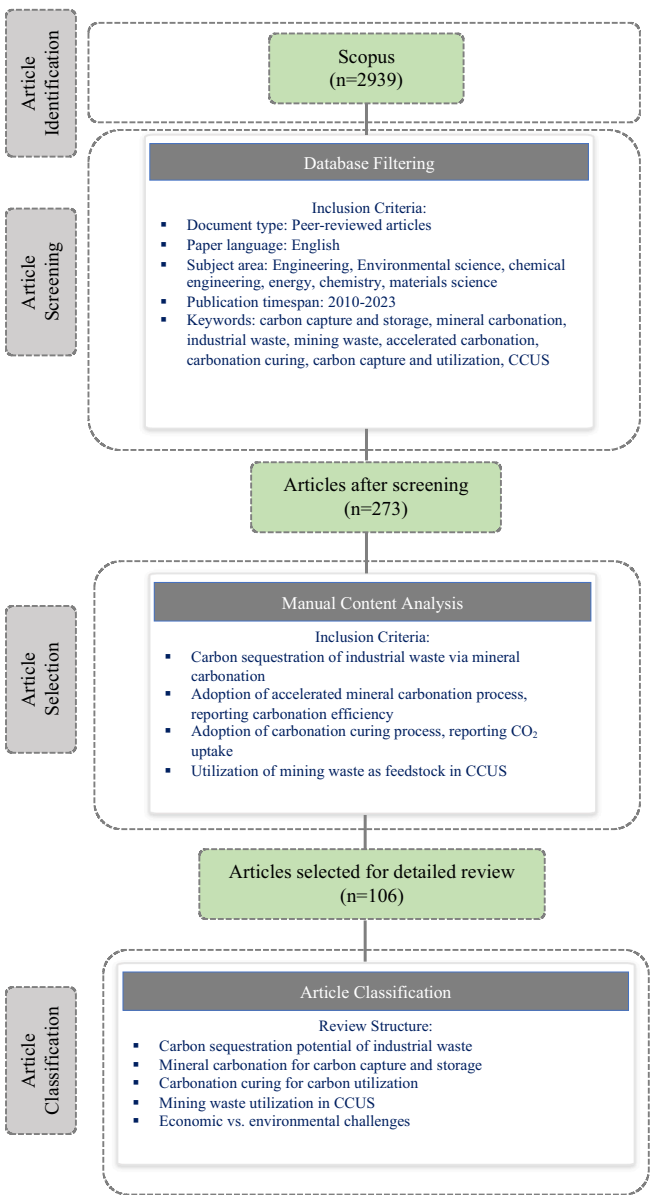 Article
Identification
Scopus
(n=2939)
Article
Screening
Database Filtering
Inclusion Criteria:
▪ Document type: Peer-reviewed articles
▪ Paper language: English
▪ Subject area: Engineering, Environmental science, chemical
engineering, energy, chemistry, materials science
▪ Publication timespan: 2010-2023
▪ Keywords: carbon capture and storage, mineral carbonation,
industrial waste, mining waste, accelerated carbonation,
carbonation curing, carbon capture and utilization, CCUS
Articles after screening
(n=273)
Article
Selection
Manual Content Analysis
Inclusion Criteria:
▪ Carbon sequestration of industrial waste via mineral
carbonation
▪ Adoption of accelerated mineral carbonation process,
reporting carbonation efficiency
▪ Adoption of carbonation curing process, reporting CO₂
uptake
▪ Utilization of mining waste as feedstock in CCUS
Articles selected for detailed review
(n=106)
Article
Classification
Article Classification
Review Structure:
▪ Carbon sequestration potential of industrial waste
▪ Mineral carbonation for carbon capture and storage
▪ Carbonation curing for carbon utilization
▪ Mining waste utilization in CCUS
▪ Economic vs. environmental challenges